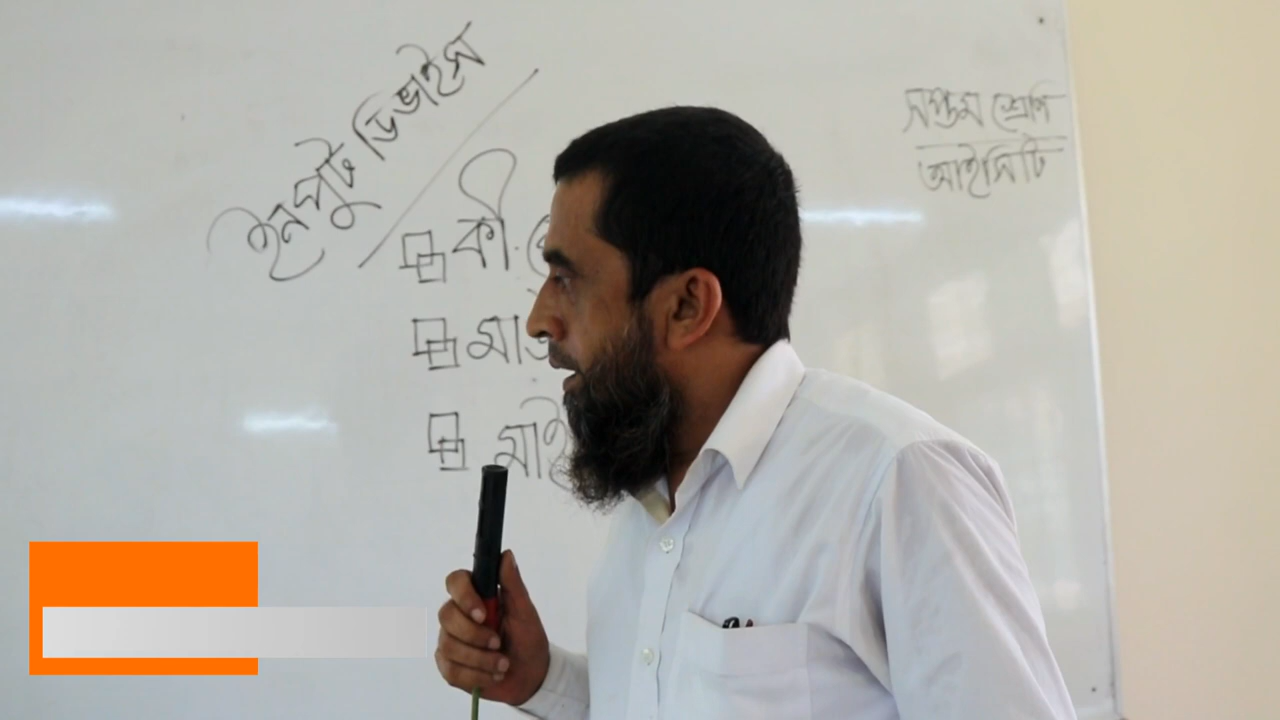 ইনপুট ডিভাইস
সপ্তম শ্রেণি
আইসিটি
কী